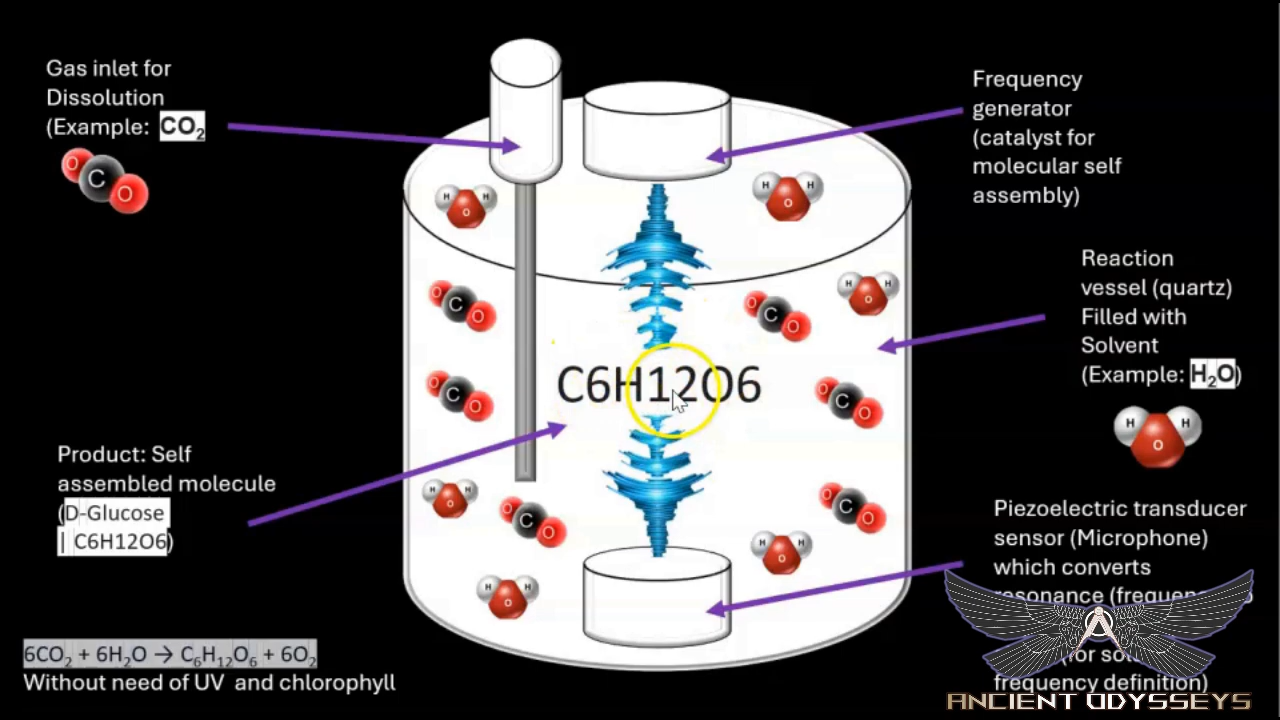 Gas inlet for
Dissolution
(Example: CO₂
O
C
O
Frequency
generator
(catalyst for
molecular self
assembly)
H
H
O
H
H
O
Reaction
vessel (quartz)
Filled with
Solvent
(Example: H₂O)
H
H
O
O
C
O
O
C
O
H
H
O
C6H12O6
O
C
O
O
C
O
Product: Self
assembled molecule
(D-Glucose
| C6H12O6)
H
H
O
O
C
O
O
C
O
H
H
O
H
H
O
Piezoelectric transducer
sensor (Microphone)
which converts
resonance
frequency definition)
6CO₂ + 6H₂O → C₆H₁₂O₆ + 6O₂
Without need of UV and chlorophyll
ANCIENT ODYSSEYS